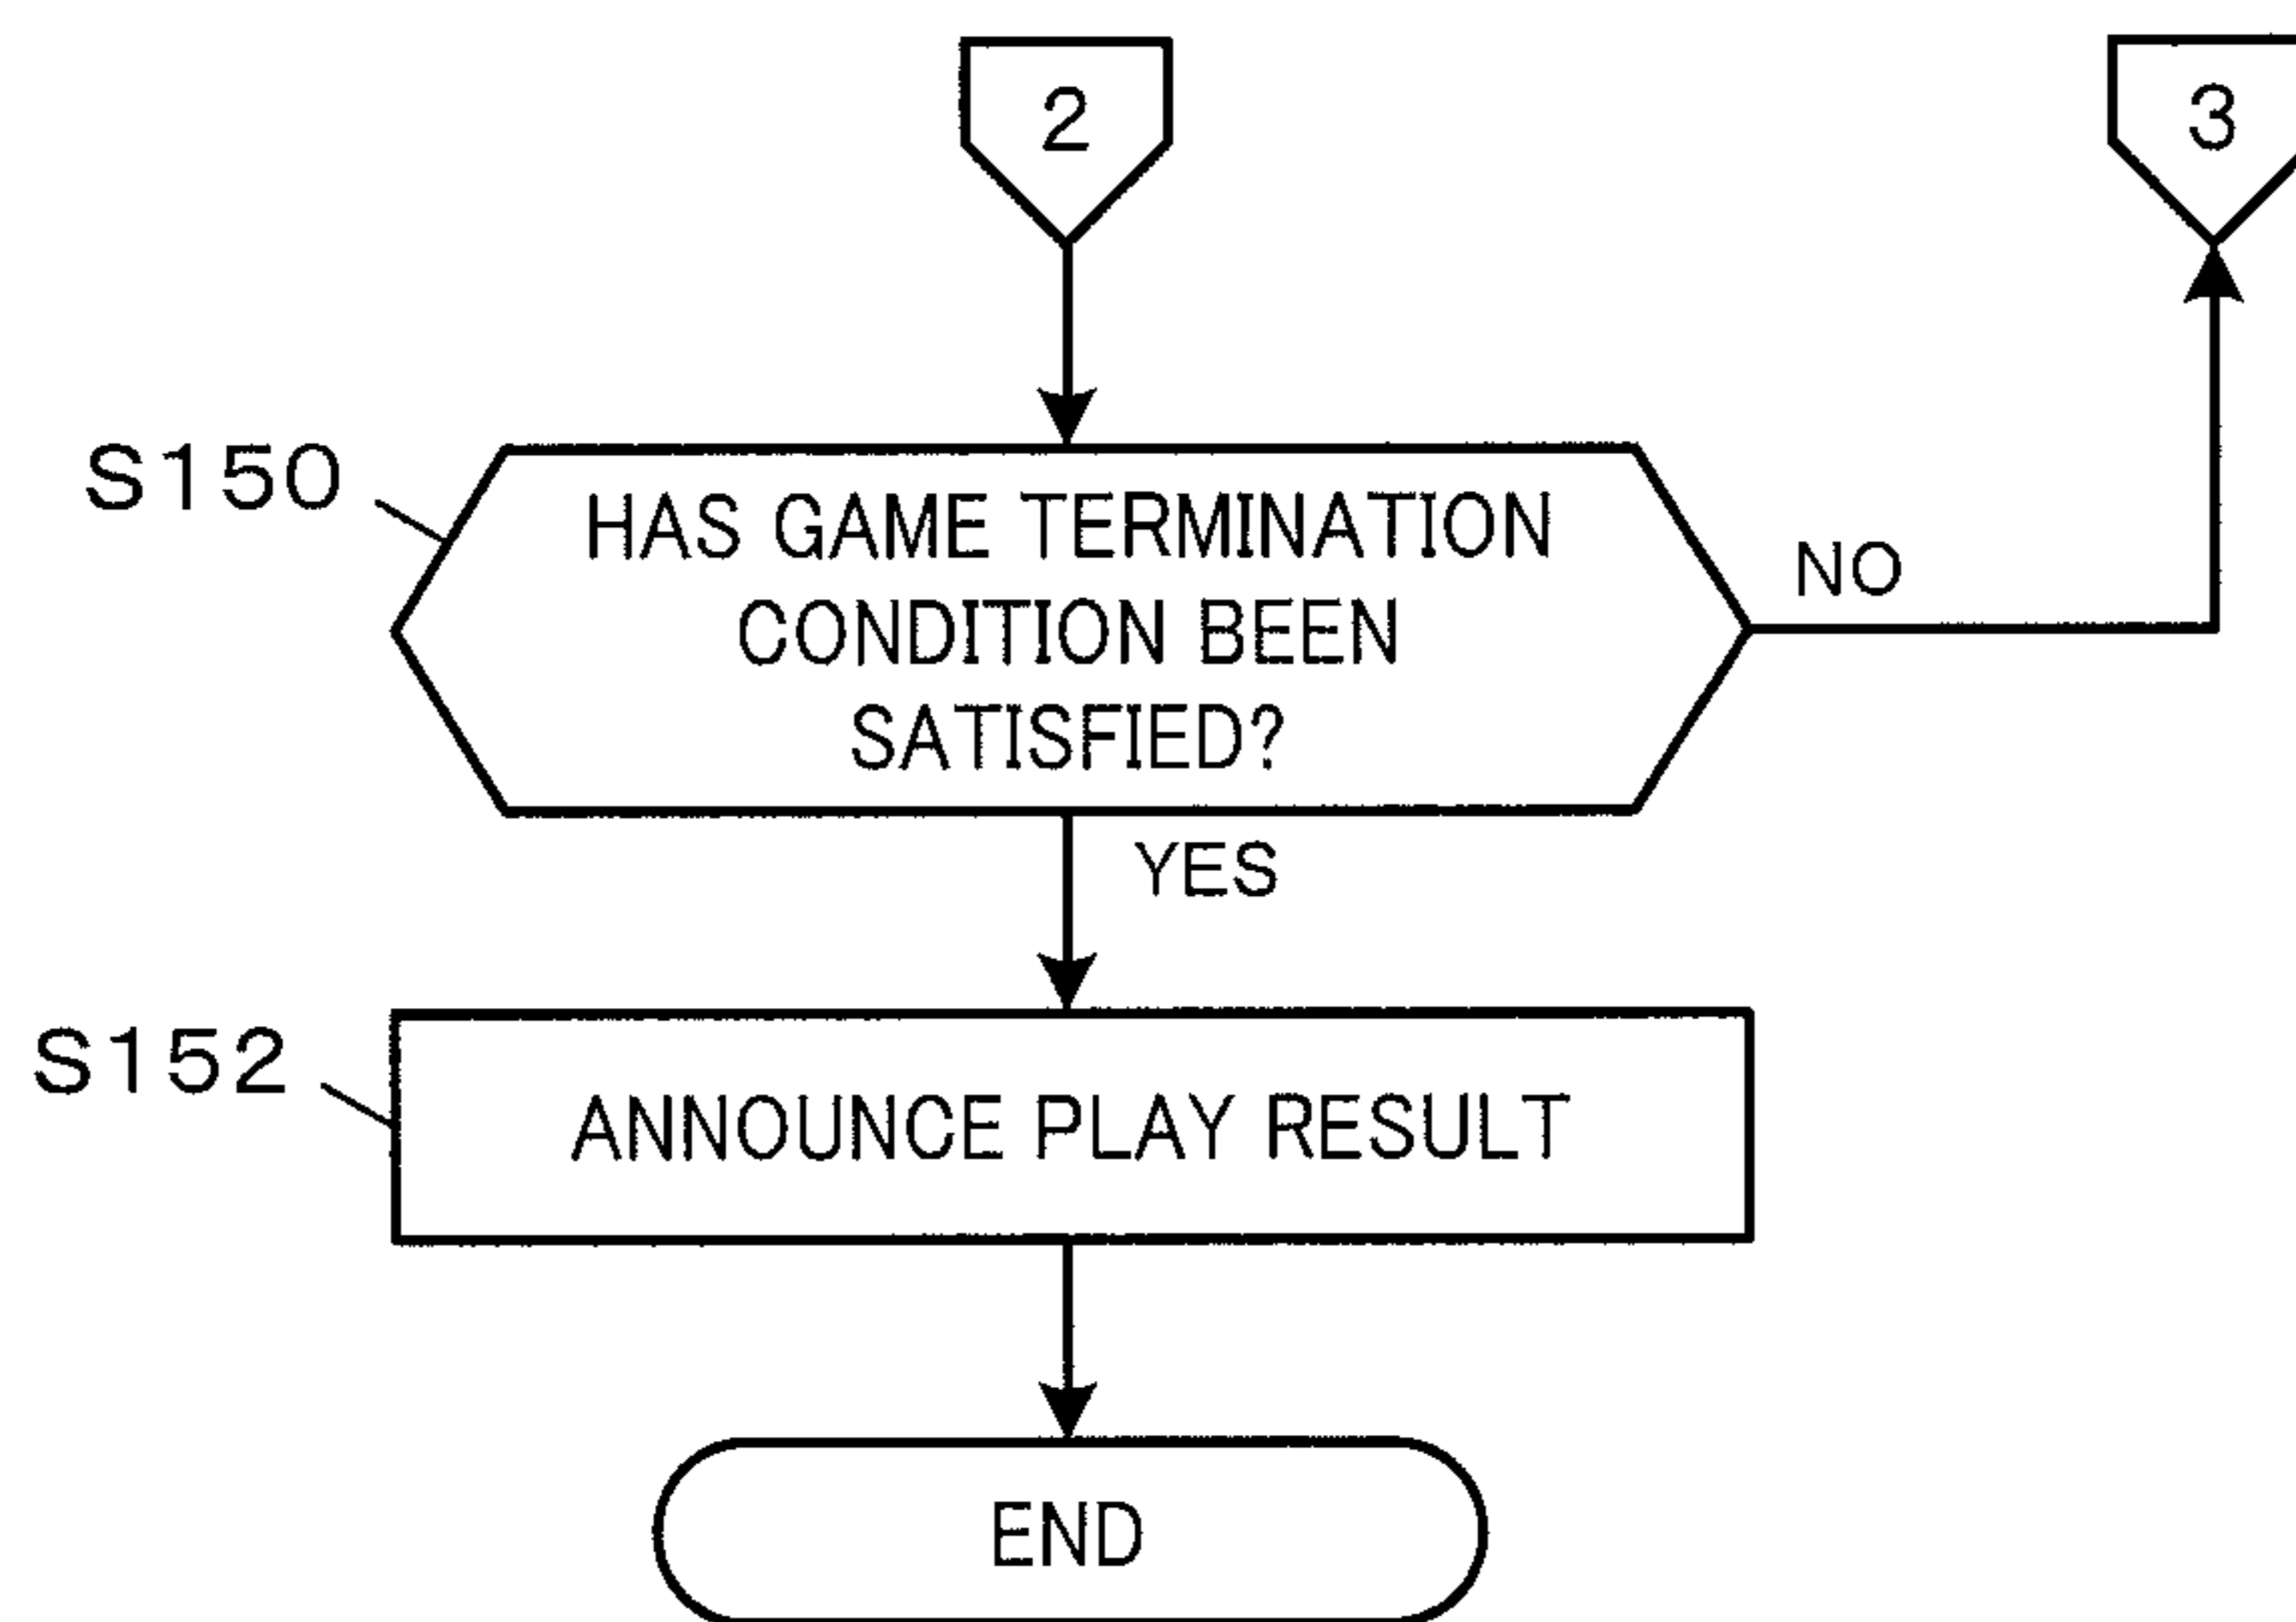 2
3
S150
HAS GAME TERMINATION
CONDITION BEEN
SATISFIED?
NO
YES
S152
ANNOUNCE PLAY RESULT
END